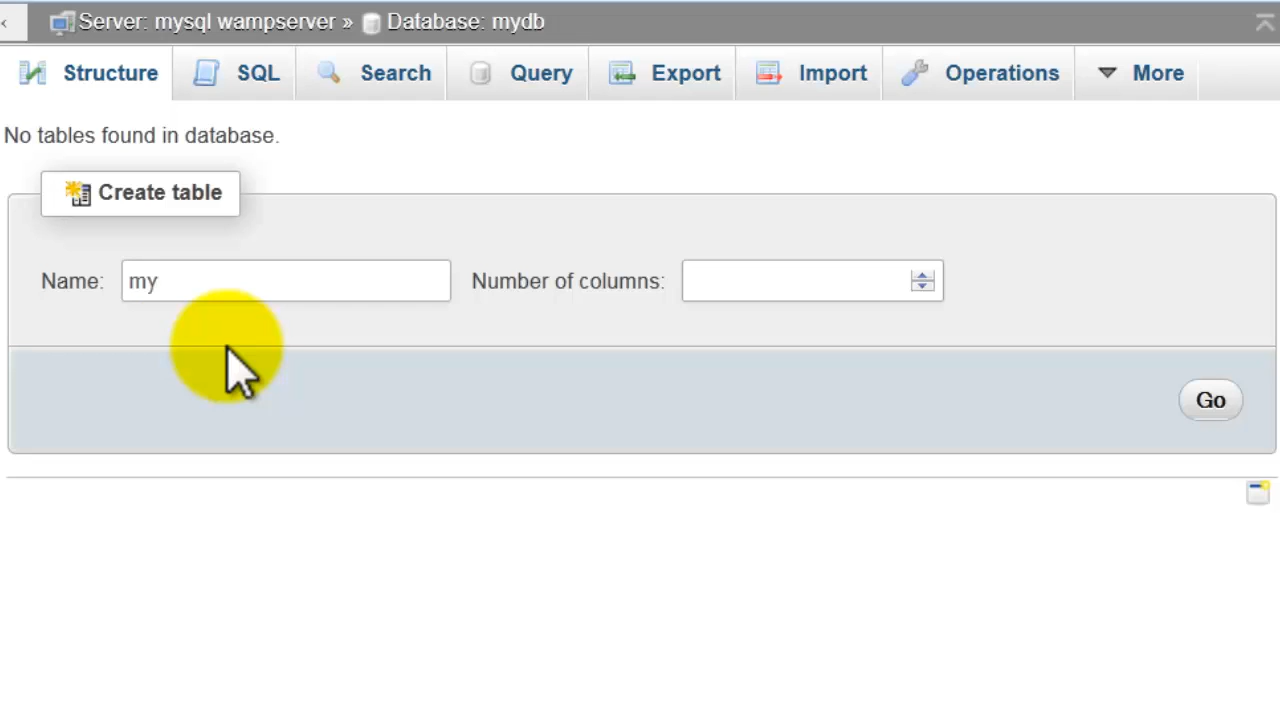 ‹ Server: mysql wampserver » Database: mydb
Structure SQL Search Query Export Import Operations More
No tables found in database.
Create table
Name: my Number of columns:
Go